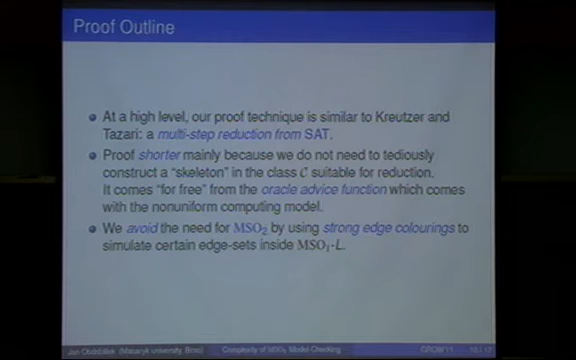 Proof Outline
At a high level, our proof technique is similar to Kreutzer and
Tazari: a multi-step reduction from SAT.
Proof shorter mainly because we do not need to tediously
construct a "skeleton" in the class C suitable for reduction.
It comes "for free" from the oracle advice function which comes
with the nonuniform computing model.
We avoid the need for MSO₂ by using strong edge colourings to
simulate certain edge-sets inside MSO₁-L.
Jan Obdržálek (Masaryk university, Brno) Complexity of MSO₁ Model-Checking GROW'11